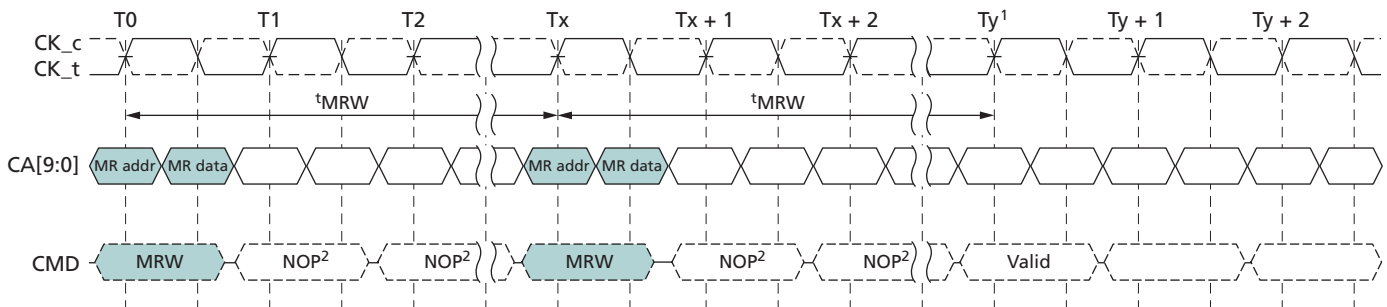 T0 T1 T2 Tx Tx + 1 Tx + 2 Ty¹ Ty + 1 Ty + 2
CK_c
CK_t
ᵗMRW ᵗMRW
CA[9:0] MR addr MR data MR addr MR data
CMD MRW NOP² NOP² MRW NOP² NOP² Valid